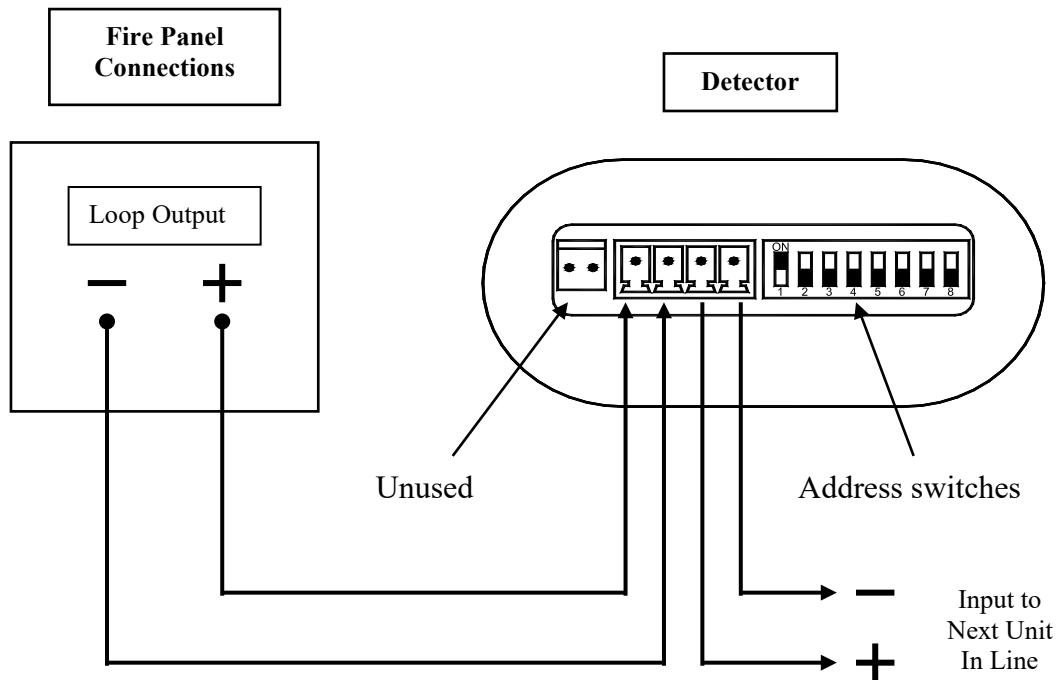 Fire Panel
Connections
Detector
Loop Output
− +
ON
1 2 3 4 5 6 7 8
Unused
Address switches
− Input to
Next Unit
+ In Line